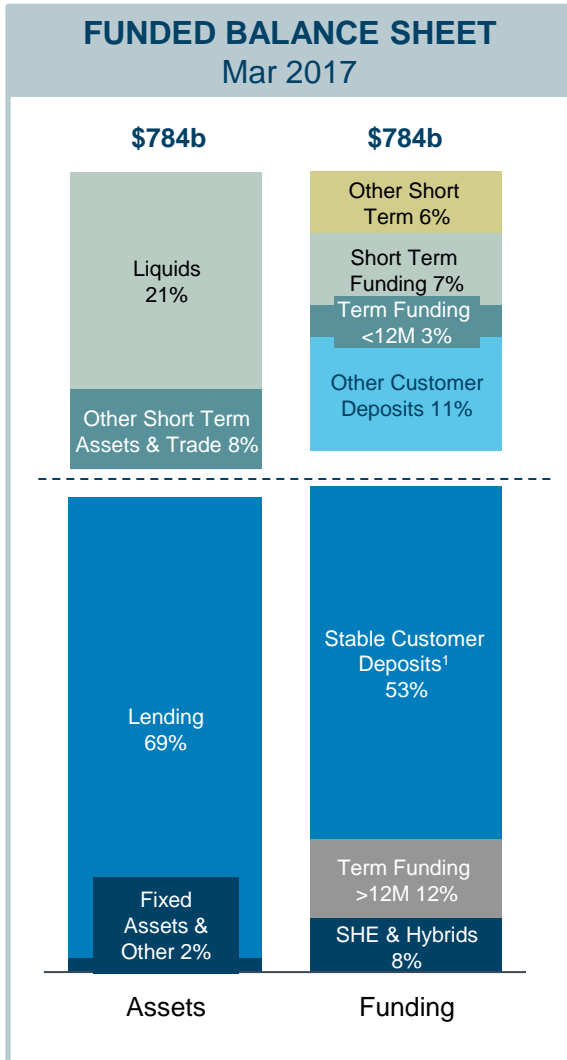 FUNDED BALANCE SHEET
Mar 2017
$784b
$784b
Liquids
21%
Other Short Term
Assets & Trade 8%
Lending
69%
Fixed
Assets &
Other 2%
Assets
Other Short
Term 6%
Short Term
Funding 7%
Term Funding
<12M 3%
Other Customer
Deposits 11%
Stable Customer
Deposits¹
53%
Term Funding
>12M 12%
SHE & Hybrids
8%
Funding